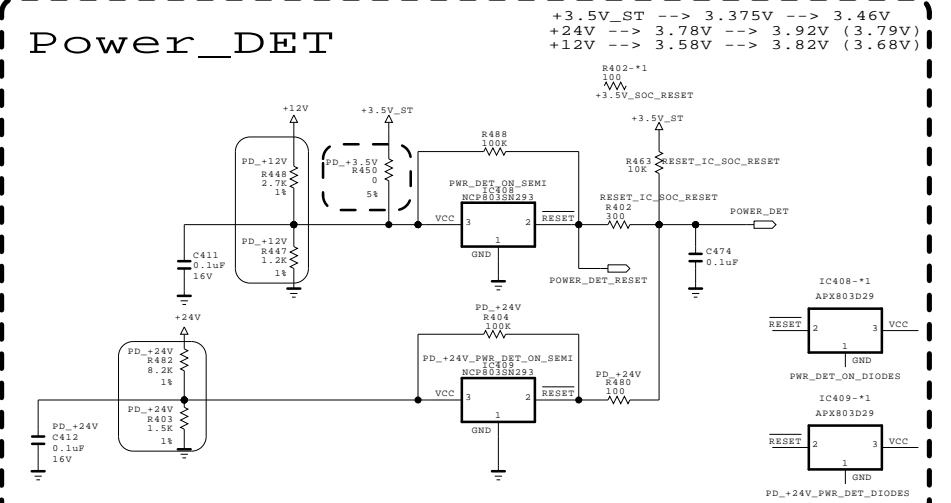 Power_DET
+3.5V_ST --> 3.375V --> 3.46V
+24V --> 3.78V --> 3.92V (3.79V)
+12V --> 3.58V --> 3.82V (3.68V)
R402-*1
100
+3.5V_SOC_RESET
+12V
+3.5V_ST
+3.5V_ST
R488
100K
PD_+12V
R448
2.7K
1%
PD_+3.5V
R450
0
5%
R463
10K
RESET_IC_SOC_RESET
PWR_DET_ON_SEMI
IC408
NCP803SN293
VCC
3
2
RESET
1
GND
RESET_IC_SOC_RESET
R402
300
POWER_DET
PD_+12V
R447
1.2K
1%
C411
0.1uF
16V
C474
0.1uF
POWER_DET_RESET
IC408-*1
APX803D29
RESET
2
3
VCC
1
GND
PWR_DET_ON_DIODES
+24V
PD_+24V
R404
100K
PD_+24V
R482
8.2K
1%
PD_+24V_PWR_DET_ON_SEMI
IC409
NCP803SN293
VCC
3
2
RESET
1
GND
PD_+24V
R480
100
PD_+24V
R403
1.5K
1%
PD_+24V
C412
0.1uF
16V
IC409-*1
APX803D29
RESET
2
3
VCC
1
GND
PD_+24V_PWR_DET_DIODES